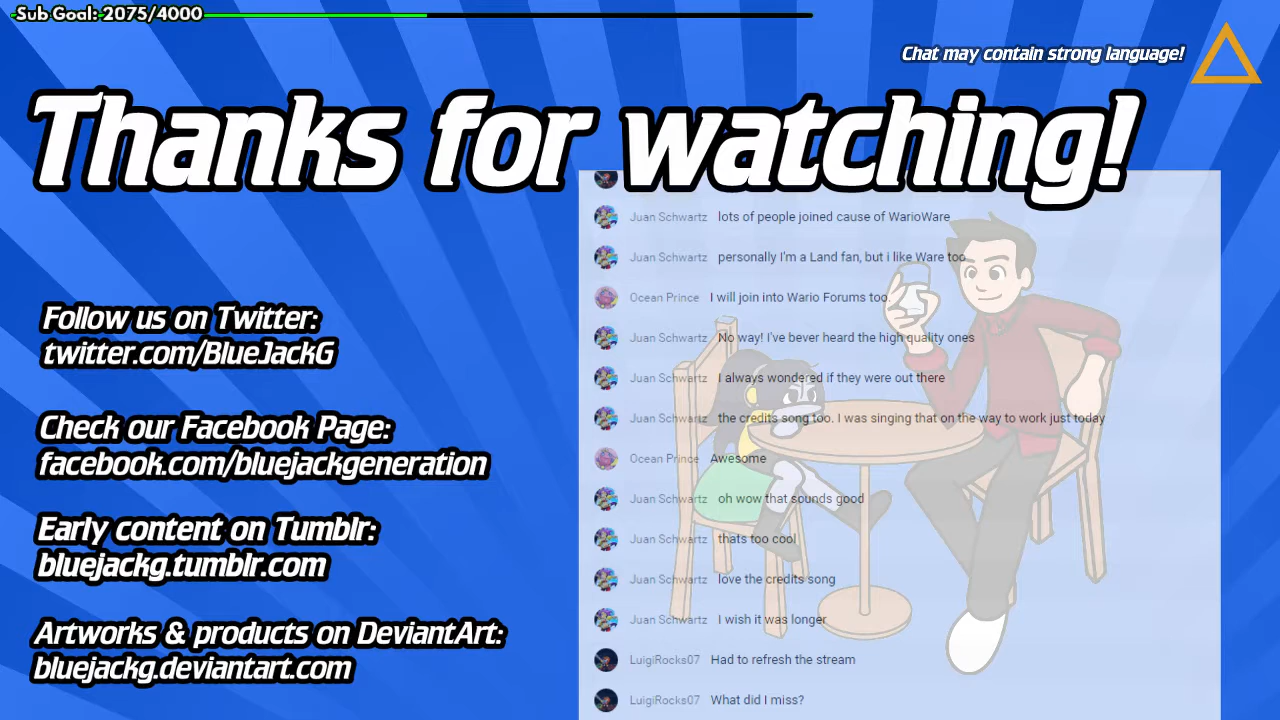 Sub Goal: 2075/4000
Chat may contain strong language!
Thanks for watching!
Follow us on Twitter:
twitter.com/BlueJackG
Check our Facebook Page:
facebook.com/bluejackgeneration
Early content on Tumblr:
bluejackg.tumblr.com
Artworks & products on DeviantArt:
bluejackg.deviantart.com
Juan Schwartz lots of people joined cause of WarioWare
Juan Schwartz personally I'm a Land fan, but i like Ware too
Ocean Prince I will join into Wario Forums too.
Juan Schwartz No way! I've bever heard the high quality ones
Juan Schwartz I always wondered if they were out there
Juan Schwartz the credits song too. I was singing that on the way to work just today
Ocean Prince Awesome
Juan Schwartz oh wow that sounds good
Juan Schwartz thats too cool
Juan Schwartz love the credits song
Juan Schwartz I wish it was longer
LuigiRocks07 Had to refresh the stream
LuigiRocks07 What did I miss?